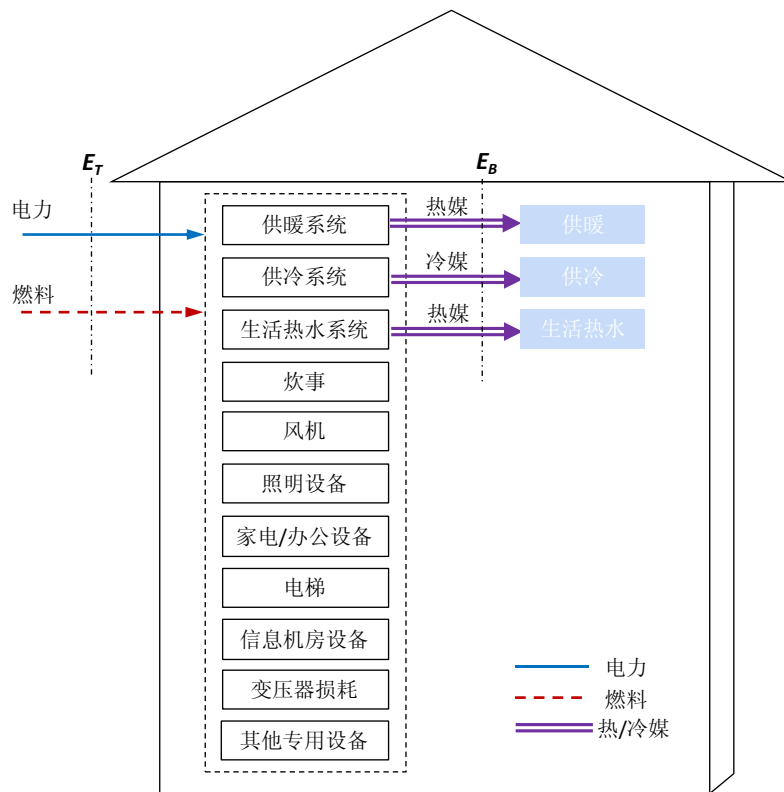 E_T
E_B
电力
燃料
供暖系统
热媒
供暖
供冷系统
冷媒
供冷
生活热水系统
热媒
生活热水
炊事
风机
照明设备
家电/办公设备
电梯
信息机房设备
变压器损耗
其他专用设备
电力
燃料
热/冷媒